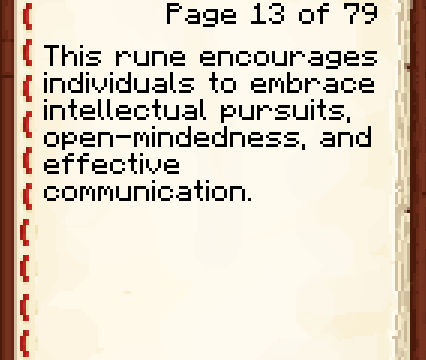 Page 13 of 79
This rune encourages
individuals to embrace
intellectual pursuits,
open-mindedness, and
effective
communication.